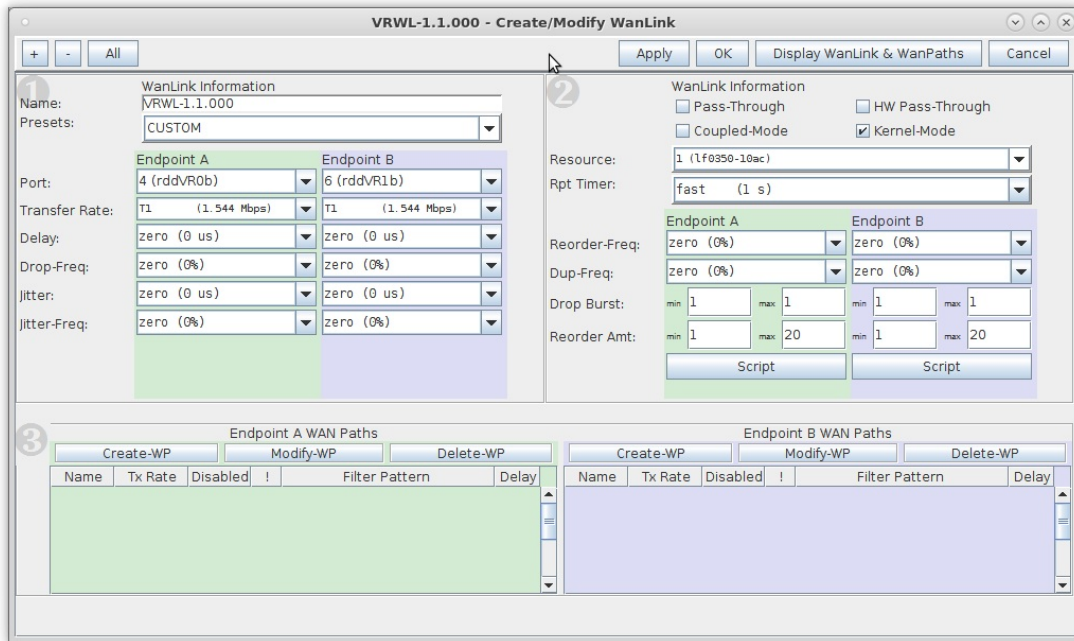 VRWL-1.1.000 - Create/Modify WanLink
+ - All Apply OK Display WanLink & WanPaths Cancel
1
WanLink Information
Name: VRWL-1.1.000
Presets: CUSTOM
Endpoint A Endpoint B
Port: 4 (rddVR0b) 6 (rddVR1b)
Transfer Rate: T1 (1.544 Mbps) T1 (1.544 Mbps)
Delay: zero (0 us) zero (0 us)
Drop-Freq: zero (0%) zero (0%)
Jitter: zero (0 us) zero (0 us)
Jitter-Freq: zero (0%) zero (0%)
2
WanLink Information
Pass-Through HW Pass-Through
Coupled-Mode Kernel-Mode
Resource: 1 (lf0350-10ac)
Rpt Timer: fast (1 s)
Endpoint A Endpoint B
Reorder-Freq: zero (0%) zero (0%)
Dup-Freq: zero (0%) zero (0%)
Drop Burst: min 1 max 1 min 1 max 1
Reorder Amt: min 1 max 20 min 1 max 20
Script Script
3
Endpoint A WAN Paths
Create-WP Modify-WP Delete-WP
Name Tx Rate Disabled ! Filter Pattern Delay
Endpoint B WAN Paths
Create-WP Modify-WP Delete-WP
Name Tx Rate Disabled ! Filter Pattern Delay